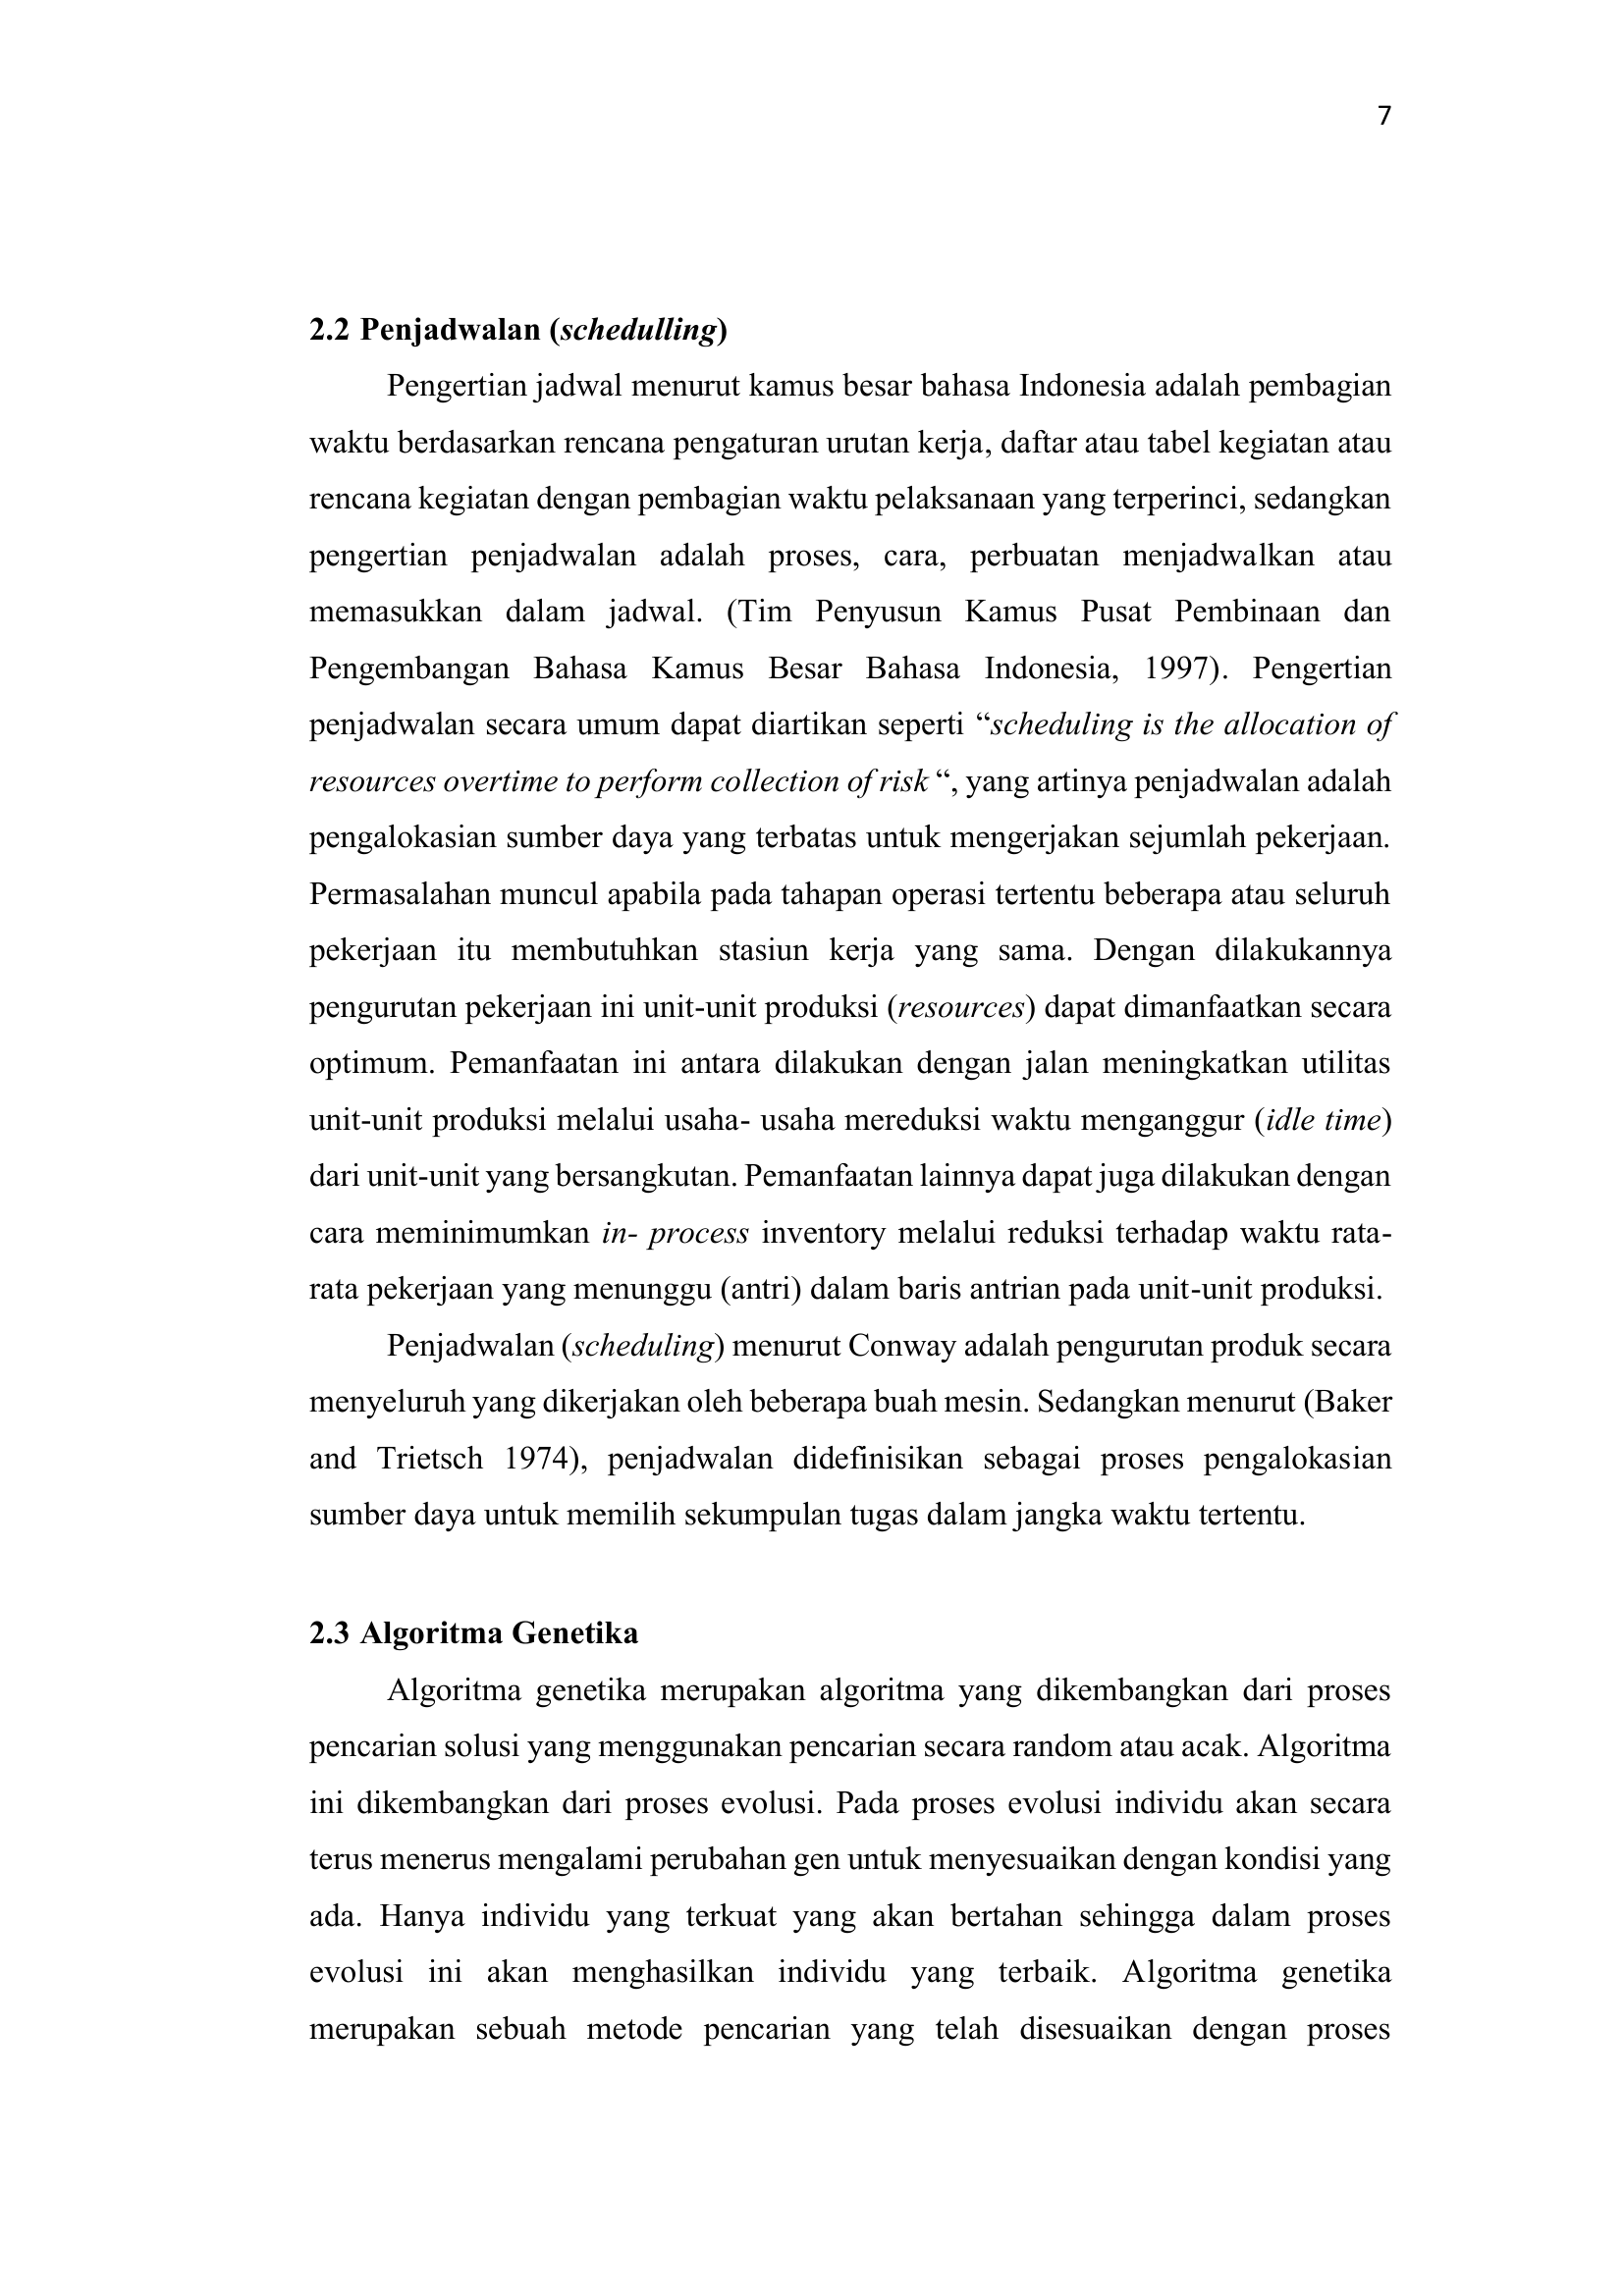 7
2.2 Penjadwalan (schedulling)
Pengertian jadwal menurut kamus besar bahasa Indonesia adalah pembagian
waktu berdasarkan rencana pengaturan urutan kerja, daftar atau tabel kegiatan atau
rencana kegiatan dengan pembagian waktu pelaksanaan yang terperinci, sedangkan
pengertian penjadwalan adalah proses, cara, perbuatan menjadwalkan atau
memasukkan dalam jadwal. (Tim Penyusun Kamus Pusat Pembinaan dan
Pengembangan Bahasa Kamus Besar Bahasa Indonesia, 1997). Pengertian
penjadwalan secara umum dapat diartikan seperti “scheduling is the allocation of
resources overtime to perform collection of risk “, yang artinya penjadwalan adalah
pengalokasian sumber daya yang terbatas untuk mengerjakan sejumlah pekerjaan.
Permasalahan muncul apabila pada tahapan operasi tertentu beberapa atau seluruh
pekerjaan itu membutuhkan stasiun kerja yang sama. Dengan dilakukannya
pengurutan pekerjaan ini unit-unit produksi (resources) dapat dimanfaatkan secara
optimum. Pemanfaatan ini antara dilakukan dengan jalan meningkatkan utilitas
unit-unit produksi melalui usaha- usaha mereduksi waktu menganggur (idle time)
dari unit-unit yang bersangkutan. Pemanfaatan lainnya dapat juga dilakukan dengan
cara meminimumkan in- process inventory melalui reduksi terhadap waktu rata-
rata pekerjaan yang menunggu (antri) dalam baris antrian pada unit-unit produksi.
Penjadwalan (scheduling) menurut Conway adalah pengurutan produk secara
menyeluruh yang dikerjakan oleh beberapa buah mesin. Sedangkan menurut (Baker
and Trietsch 1974), penjadwalan didefinisikan sebagai proses pengalokasian
sumber daya untuk memilih sekumpulan tugas dalam jangka waktu tertentu.
2.3 Algoritma Genetika
Algoritma genetika merupakan algoritma yang dikembangkan dari proses
pencarian solusi yang menggunakan pencarian secara random atau acak. Algoritma
ini dikembangkan dari proses evolusi. Pada proses evolusi individu akan secara
terus menerus mengalami perubahan gen untuk menyesuaikan dengan kondisi yang
ada. Hanya individu yang terkuat yang akan bertahan sehingga dalam proses
evolusi ini akan menghasilkan individu yang terbaik. Algoritma genetika
merupakan sebuah metode pencarian yang telah disesuaikan dengan proses